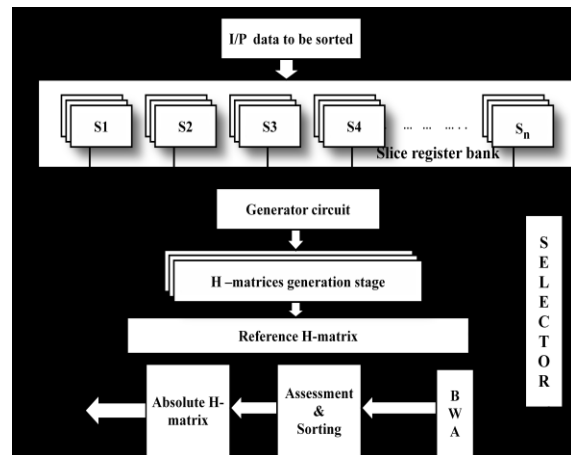 I/P data to be sorted
S1 S2 S3 S4 ... ... ... .. Sn
Slice register bank
Generator circuit
H –matrices generation stage
Reference H-matrix
Absolute H-
matrix
Assessment
&
Sorting
B
W
A
S
E
L
E
C
T
O
R